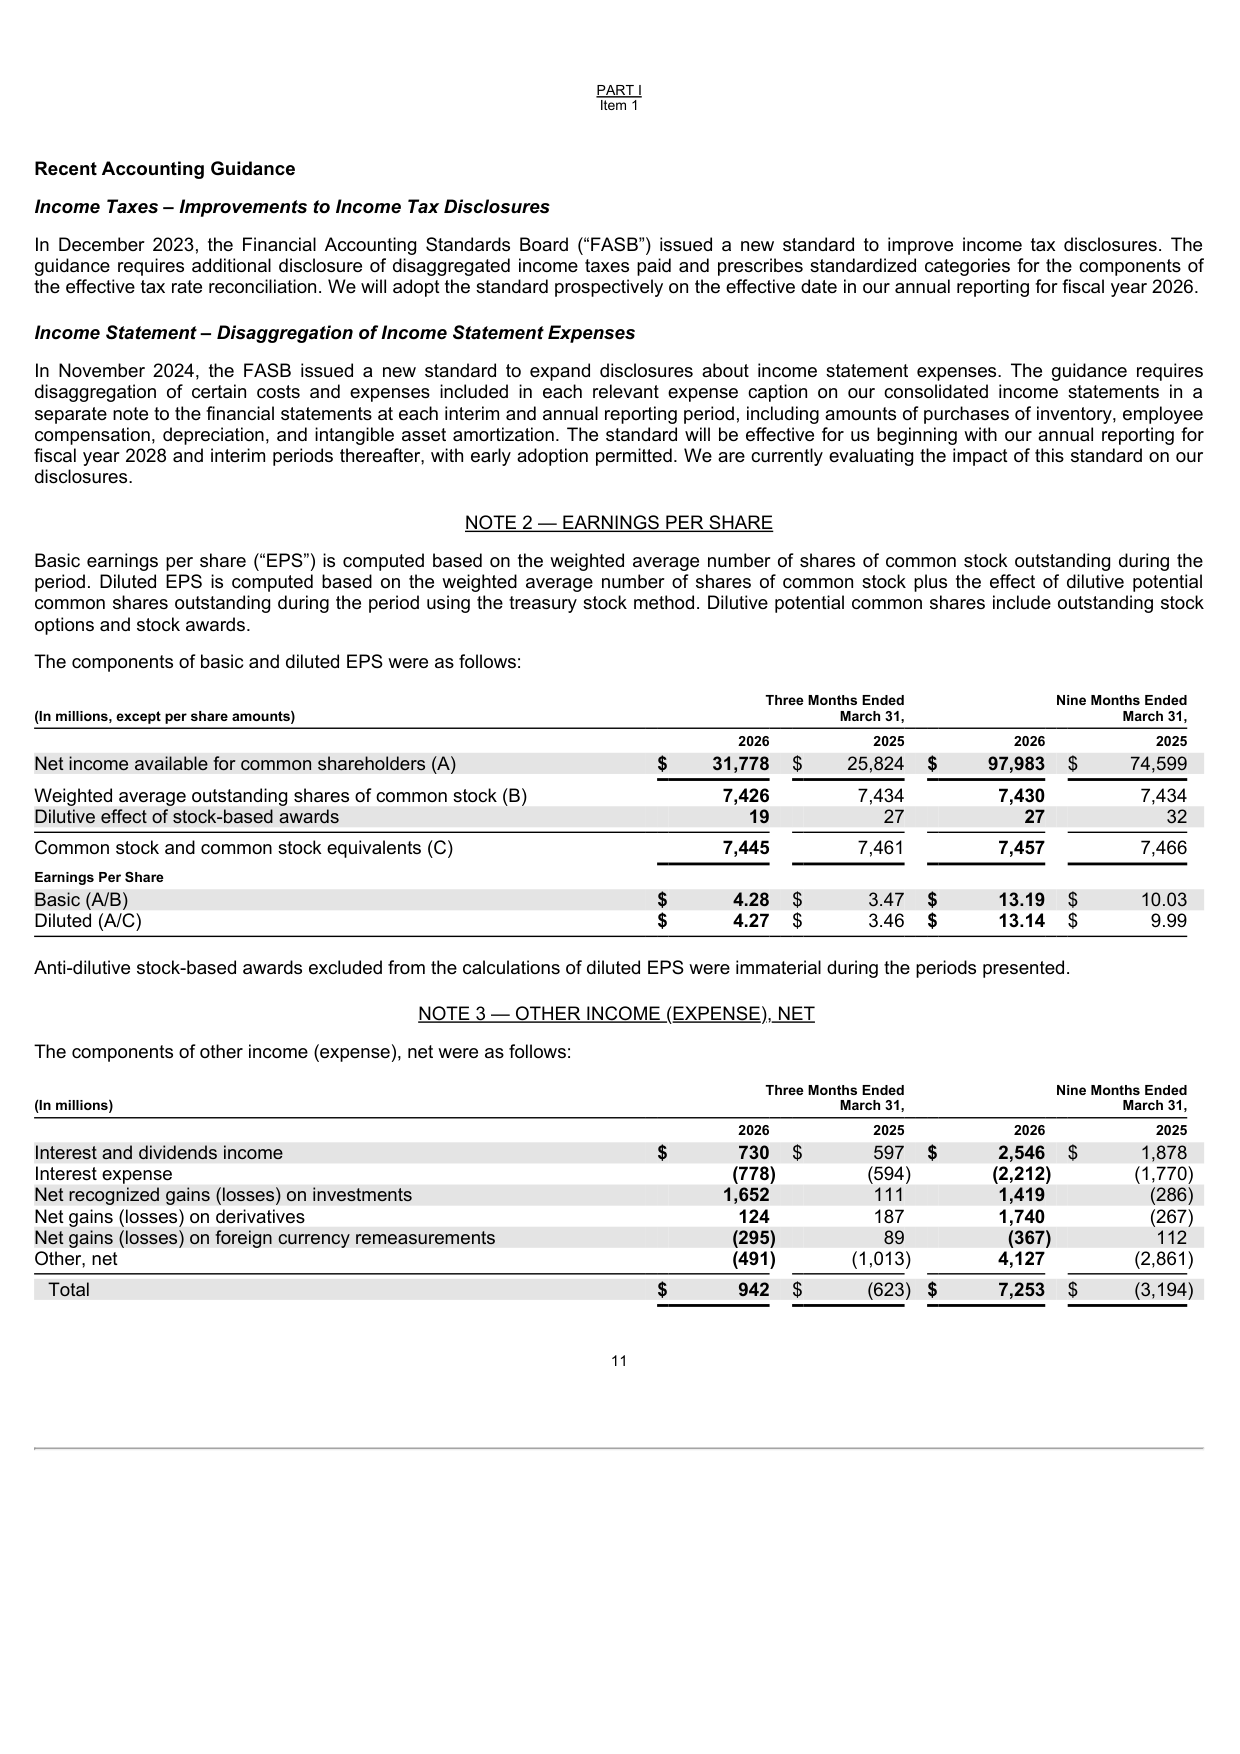 PART I
Item 1
Recent Accounting Guidance
Income Taxes – Improvements to Income Tax Disclosures
In December 2023, the Financial Accounting Standards Board (“FASB”) issued a new standard to improve income tax disclosures. The
guidance requires additional disclosure of disaggregated income taxes paid and prescribes standardized categories for the components of
the effective tax rate reconciliation. We will adopt the standard prospectively on the effective date in our annual reporting for fiscal year 2026.
Income Statement – Disaggregation of Income Statement Expenses
In November 2024, the FASB issued a new standard to expand disclosures about income statement expenses. The guidance requires
disaggregation of certain costs and expenses included in each relevant expense caption on our consolidated income statements in a
separate note to the financial statements at each interim and annual reporting period, including amounts of purchases of inventory, employee
compensation, depreciation, and intangible asset amortization. The standard will be effective for us beginning with our annual reporting for
fiscal year 2028 and interim periods thereafter, with early adoption permitted. We are currently evaluating the impact of this standard on our
disclosures.
NOTE 2 — EARNINGS PER SHARE
Basic earnings per share (“EPS”) is computed based on the weighted average number of shares of common stock outstanding during the
period. Diluted EPS is computed based on the weighted average number of shares of common stock plus the effect of dilutive potential
common shares outstanding during the period using the treasury stock method. Dilutive potential common shares include outstanding stock
options and stock awards.
The components of basic and diluted EPS were as follows:
Three Months Ended Nine Months Ended
(In millions, except per share amounts) March 31, March 31,
2026 2025 2026 2025
Net income available for common shareholders (A) $ 31,778 $ 25,824 $ 97,983 $ 74,599
Weighted average outstanding shares of common stock (B) 7,426 7,434 7,430 7,434
Dilutive effect of stock-based awards 19 27 27 32
Common stock and common stock equivalents (C) 7,445 7,461 7,457 7,466
Earnings Per Share
Basic (A/B) $ 4.28 $ 3.47 $ 13.19 $ 10.03
Diluted (A/C) $ 4.27 $ 3.46 $ 13.14 $ 9.99
Anti-dilutive stock-based awards excluded from the calculations of diluted EPS were immaterial during the periods presented.
NOTE 3 — OTHER INCOME (EXPENSE), NET
The components of other income (expense), net were as follows:
Three Months Ended Nine Months Ended
(In millions) March 31, March 31,
2026 2025 2026 2025
Interest and dividends income $ 730 $ 597 $ 2,546 $ 1,878
Interest expense (778) (594) (2,212) (1,770)
Net recognized gains (losses) on investments 1,652 111 1,419 (286)
Net gains (losses) on derivatives 124 187 1,740 (267)
Net gains (losses) on foreign currency remeasurements (295) 89 (367) 112
Other, net (491) (1,013) 4,127 (2,861)
Total $ 942 $ (623) $ 7,253 $ (3,194)
11